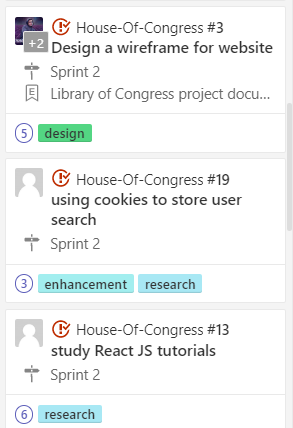 +2
House-Of-Congress #3
Design a wireframe for website
Sprint 2
Library of Congress project docu...
5
design
House-Of-Congress #19
using cookies to store user
search
Sprint 2
3
enhancement research
House-Of-Congress #13
study React JS tutorials
Sprint 2
6
research